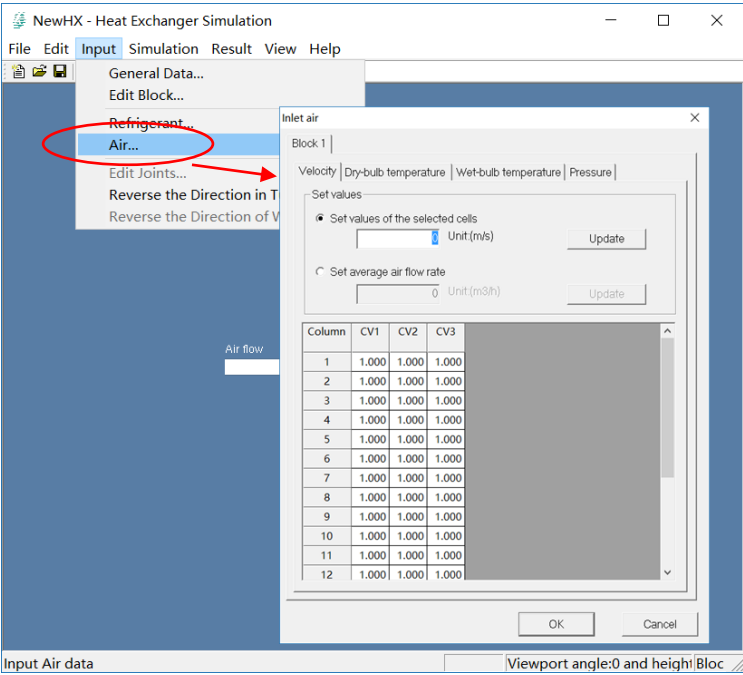 NewHX - Heat Exchanger Simulation
File Edit Input Simulation Result View Help
General Data...
Edit Block...
Refrigerant...
Air...
Edit Joints...
Reverse the Direction in T
Reverse the Direction of W
Inlet air
Block 1
Velocity Dry-bulb temperature Wet-bulb temperature Pressure
Set values
Set values of the selected cells
0 Unit:(m/s) Update
Set average air flow rate
0 Unit:(m3/h) Update
Column CV1 CV2 CV3
1 1.000 1.000 1.000
2 1.000 1.000 1.000
3 1.000 1.000 1.000
4 1.000 1.000 1.000
5 1.000 1.000 1.000
6 1.000 1.000 1.000
7 1.000 1.000 1.000
8 1.000 1.000 1.000
9 1.000 1.000 1.000
10 1.000 1.000 1.000
11 1.000 1.000 1.000
12 1.000 1.000 1.000
Air flow
OK Cancel
Input Air data
Viewport angle:0 and height Bloc